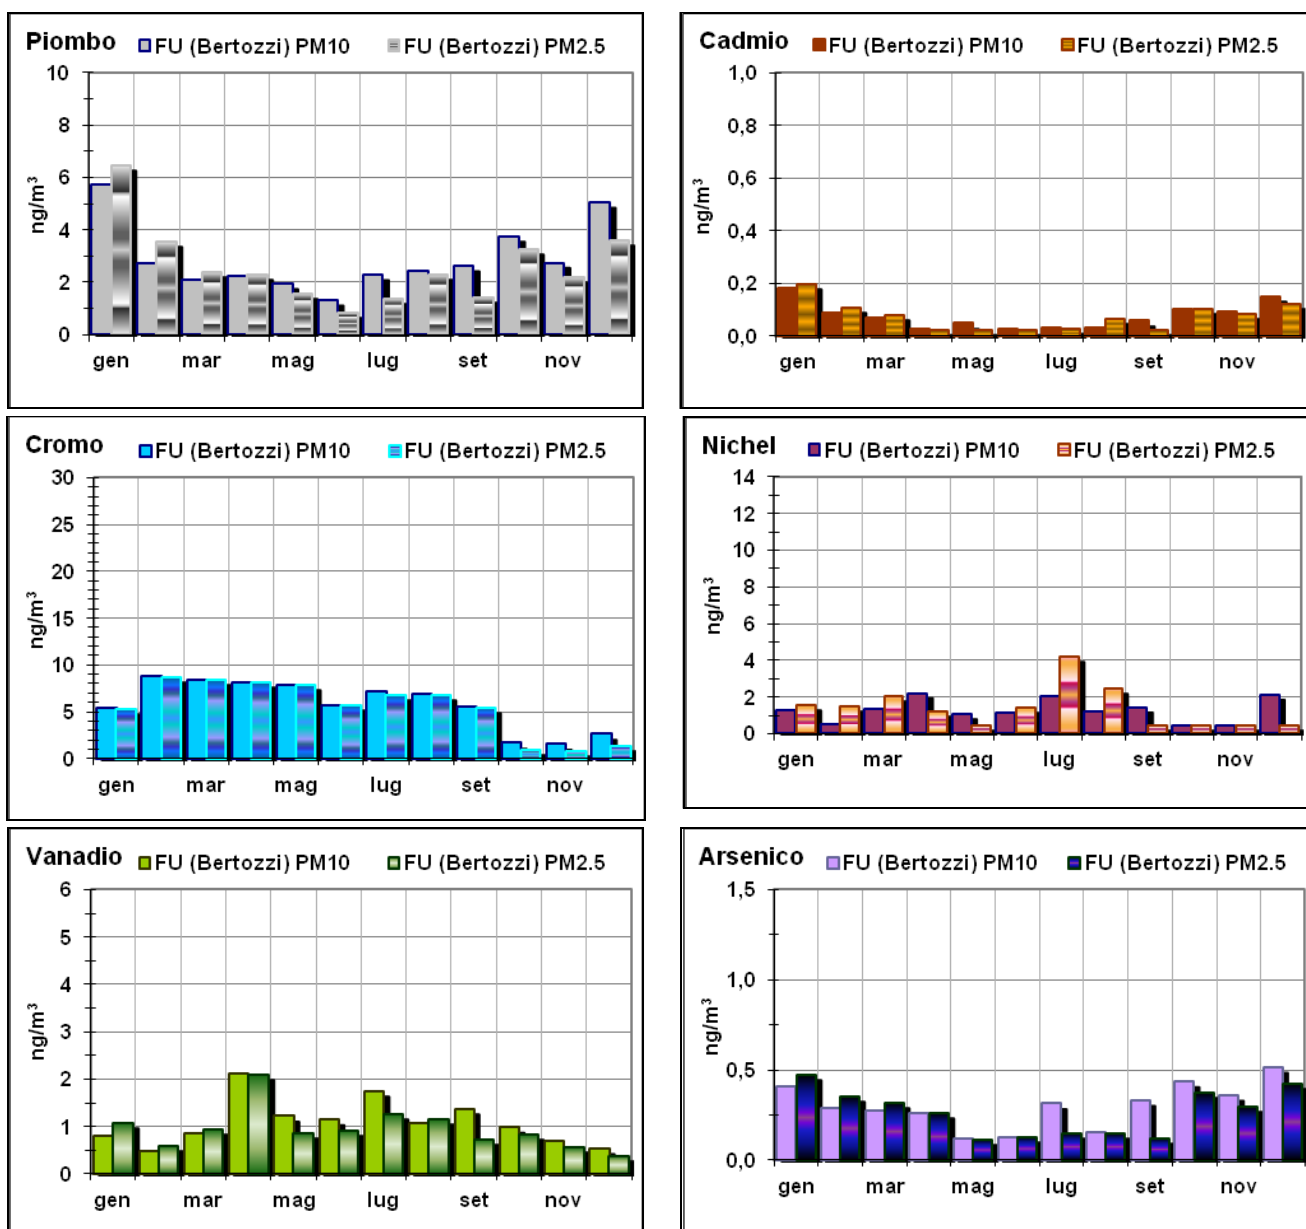 Piombo FU (Bertozzi) PM10 FU (Bertozzi) PM2.5
10
8
6
4
2
0
ng/m³
gen mar mag lug set nov
Cadmio FU (Bertozzi) PM10 FU (Bertozzi) PM2.5
1,0
0,8
0,6
0,4
0,2
0,0
ng/m³
gen mar mag lug set nov
Cromo FU (Bertozzi) PM10 FU (Bertozzi) PM2.5
30
25
20
15
10
5
0
ng/m³
gen mar mag lug set nov
Nichel FU (Bertozzi) PM10 FU (Bertozzi) PM2.5
14
12
10
8
6
4
2
0
ng/m³
gen mar mag lug set nov
Vanadio FU (Bertozzi) PM10 FU (Bertozzi) PM2.5
6
5
4
3
2
1
0
ng/m³
gen mar mag lug set nov
Arsenico FU (Bertozzi) PM10 FU (Bertozzi) PM2.5
1,5
1,0
0,5
0,0
ng/m³
gen mar mag lug set nov